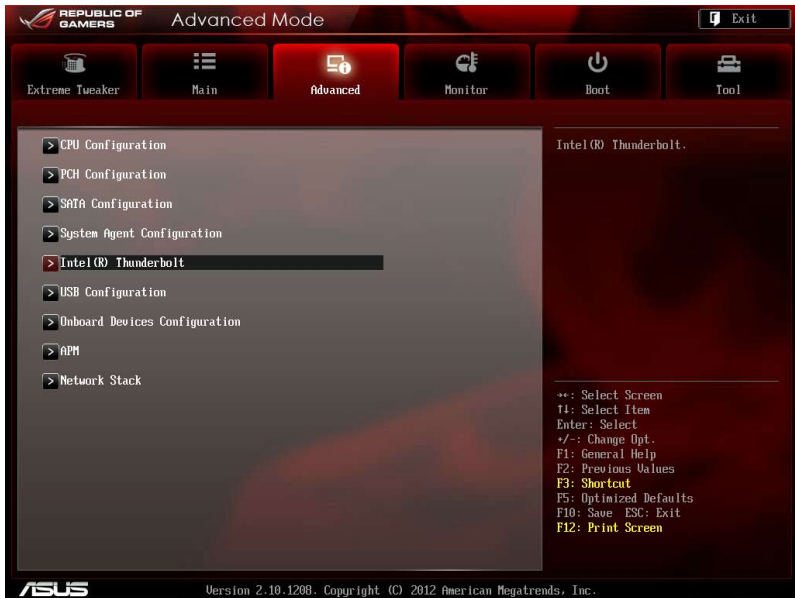 REPUBLIC OF
GAMERS
Advanced Mode
Exit
Extreme Tweaker
Main
Advanced
Monitor
Boot
Tool
> CPU Configuration
> PCH Configuration
> SATA Configuration
> System Agent Configuration
> Intel(R) Thunderbolt
> USB Configuration
> Onboard Devices Configuration
> APM
> Network Stack
Intel(R) Thunderbolt.
→←: Select Screen
↑↓: Select Item
Enter: Select
+/-: Change Opt.
F1: General Help
F2: Previous Values
F3: Shortcut
F5: Optimized Defaults
F10: Save ESC: Exit
F12: Print Screen
ASUS
Version 2.10.1208. Copyright (C) 2012 American Megatrends, Inc.